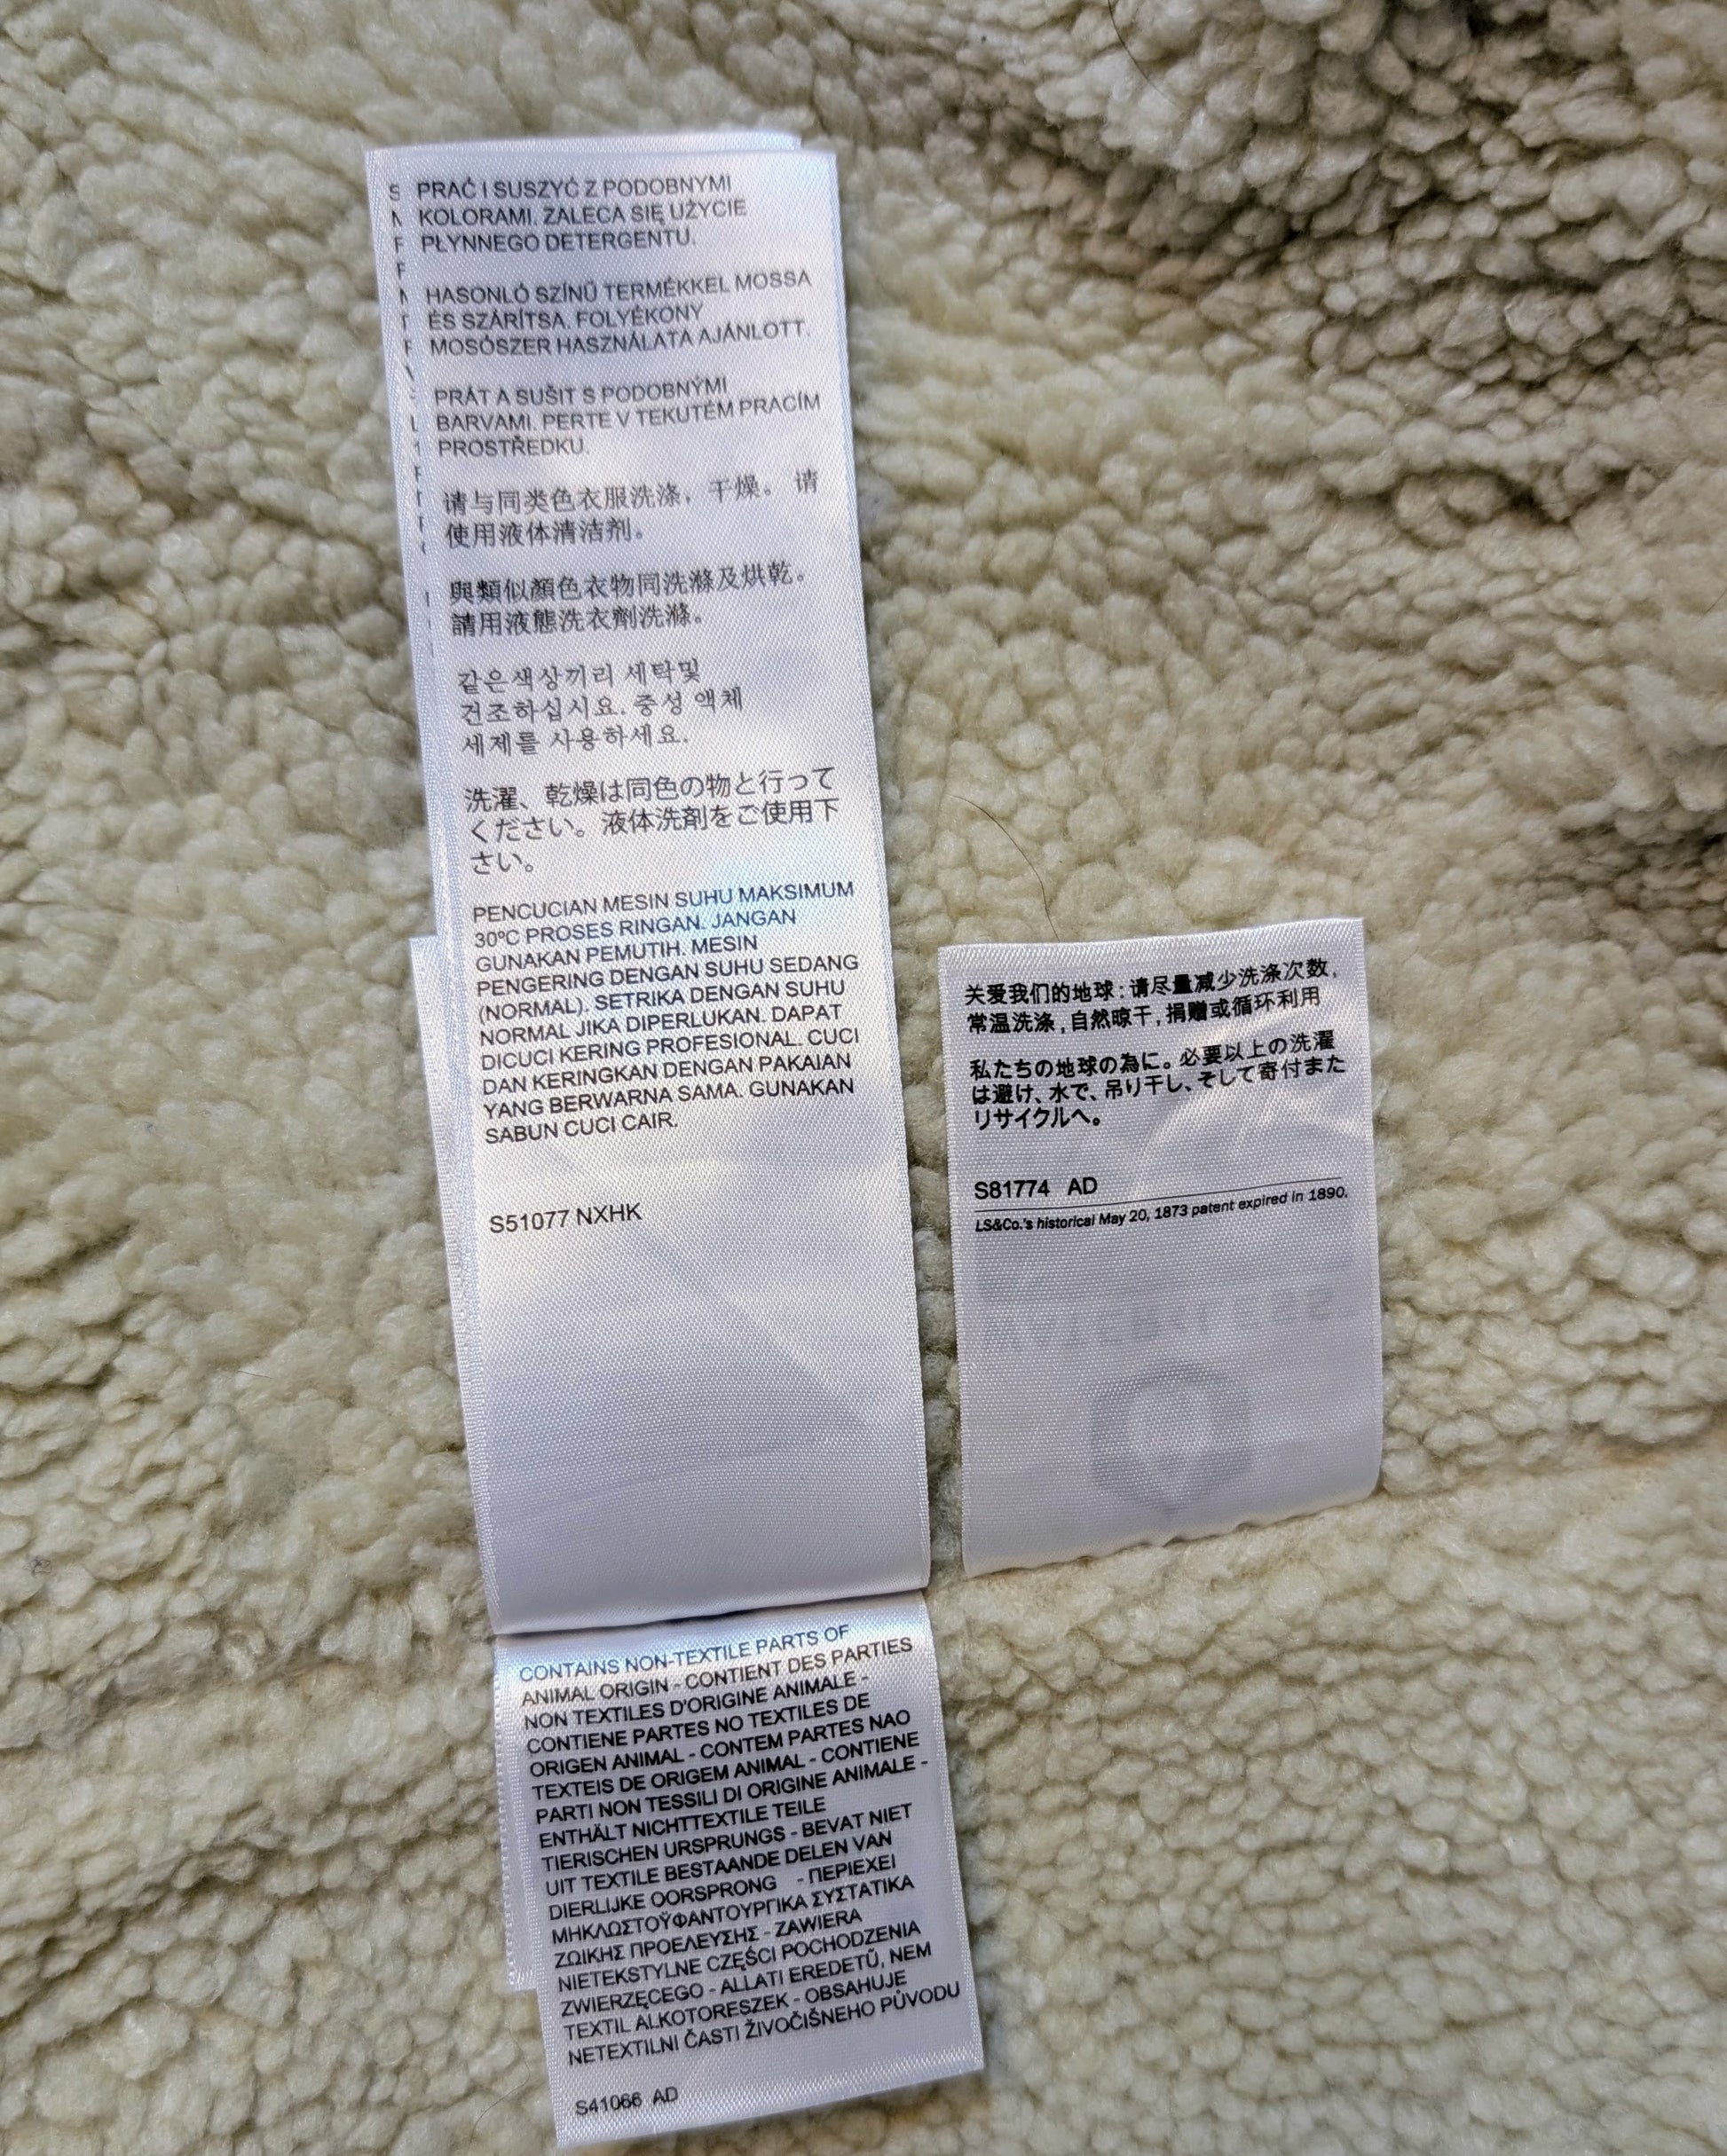 PRAĆ I SUSZYĆ Z PODOBNYMI
KOLORAMI. ZALECA SIĘ UŻYCIE
PŁYNNEGO DETERGENTU.
HASONLÓ SZÍNŰ TERMÉKKEL MOSSA
ÉS SZÁRÍTSA. FOLYÉKONY
MOSÓSZER HASZNÁLATA AJÁNLOTT.
PRÁT A SUŠIT S PODOBNÝMI
BARVAMI. PERTE V TEKUTÉM PRACÍM
PROSTŘEDKU.
请与同类色衣服洗涤，干燥。请
使用液体清洁剂。
與類似顏色衣物同洗滌及烘乾。
請用液態洗衣劑洗滌。
같은색상끼리 세탁및
건조하십시요. 중성 액체
세제를 사용하세요.
洗濯、乾燥は同色の物と行って
ください。液体洗剤をご使用下
さい。
PENCUCIAN MESIN SUHU MAKSIMUM
30ºC PROSES RINGAN. JANGAN
GUNAKAN PEMUTIH. MESIN
PENGERING DENGAN SUHU SEDANG
(NORMAL). SETRIKA DENGAN SUHU
NORMAL JIKA DIPERLUKAN. DAPAT
DICUCI KERING PROFESIONAL. CUCI
DAN KERINGKAN DENGAN PAKAIAN
YANG BERWARNA SAMA. GUNAKAN
SABUN CUCI CAIR.
S51077 NXHK
CONTAINS NON-TEXTILE PARTS OF
ANIMAL ORIGIN - CONTIENT DES PARTIES
NON TEXTILES D'ORIGINE ANIMALE -
CONTIENE PARTES NO TEXTILES DE
ORIGEN ANIMAL - CONTEM PARTES NAO
TEXTEIS DE ORIGEM ANIMAL - CONTIENE
PARTI NON TESSILI DI ORIGINE ANIMALE -
ENTHÄLT NICHTTEXTILE TEILE
TIERISCHEN URSPRUNGS - BEVAT NIET
UIT TEXTILE BESTAANDE DELEN VAN
DIERLIJKE OORSPRONG - ΠΕΡΙΕΧΕΙ
ΜΗΚΛΩΣΤΟΫΦΑΝΤΟΥΡΓΙΚΑ ΣΥΣΤΑΤΙΚΑ
ΖΩΙΚΗΣ ΠΡΟΕΛΕΥΣΗΣ - ZAWIERA
NIETEKSTYLNE CZĘŚCI POCHODZENIA
ZWIERZĘCEGO - ALLATI EREDETŰ, NEM
TEXTIL ALKOTORESZEK - OBSAHUJE
NETEXTILNI ČASTI ŽIVOČIŠNEHO PŮVODU
S41066 AD
关爱我们的地球：请尽量减少洗涤次数，
常温洗涤，自然晾干，捐赠或循环利用
私たちの地球の為に。必要以上の洗濯
は避け、水で、吊り干し、そして寄付また
リサイクルへ。
S81774 AD
LS&Co.'s historical May 20, 1873 patent expired in 1890.